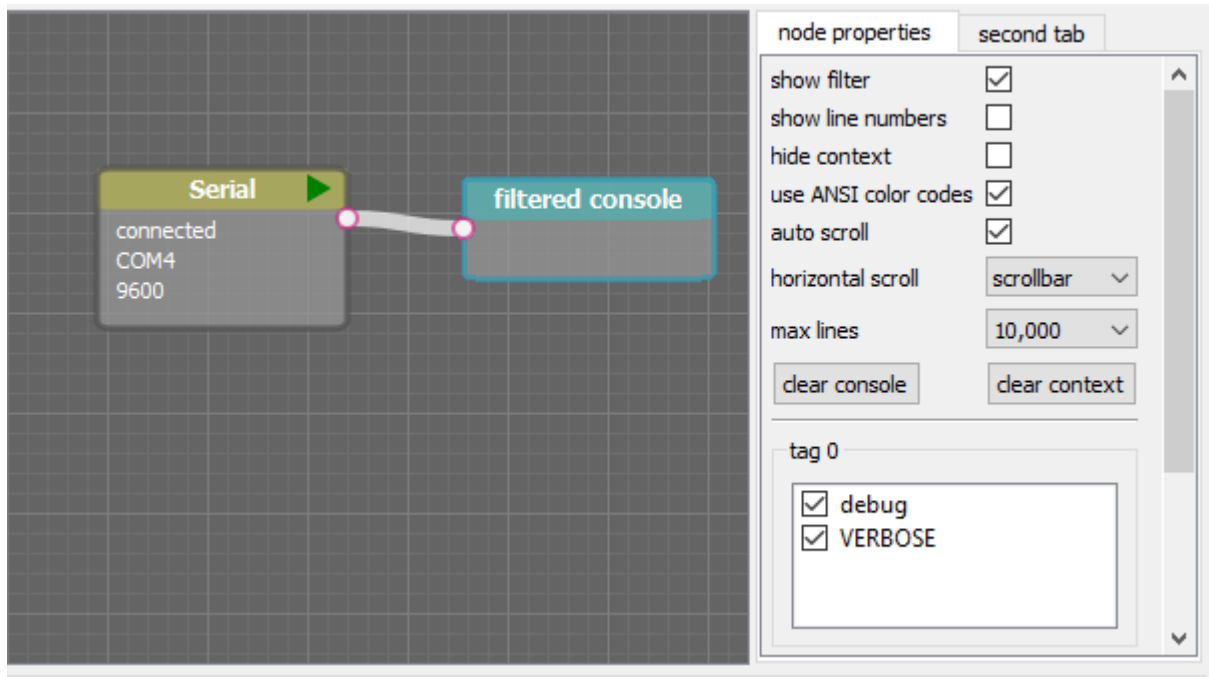 Serial
connected
COM4
9600
filtered console
node properties
second tab
show filter
show line numbers
hide context
use ANSI color codes
auto scroll
horizontal scroll scrollbar
max lines 10,000
clear console clear context
tag 0
debug
VERBOSE